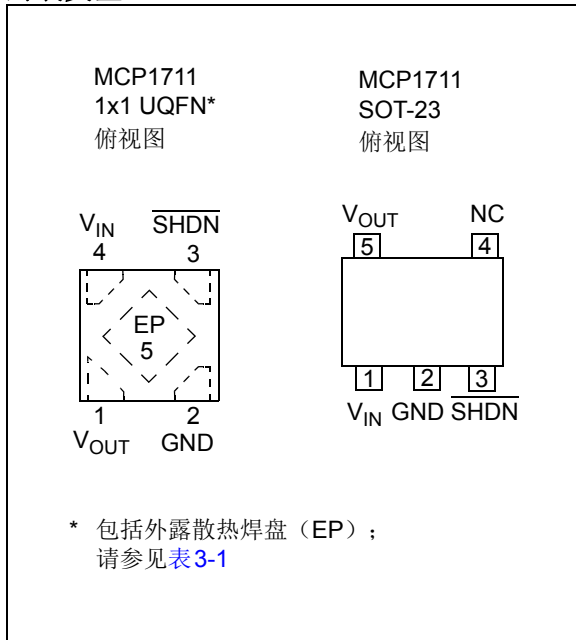 MCP1711
1x1 UQFN*
俯视图
MCP1711
SOT-23
俯视图
VIN SHDN
4 3
EP
5
1 2
VOUT GND
VOUT NC
5 4
1 2 3
VIN GND SHDN
* 包括外露散热焊盘（EP）；
请参见表3-1